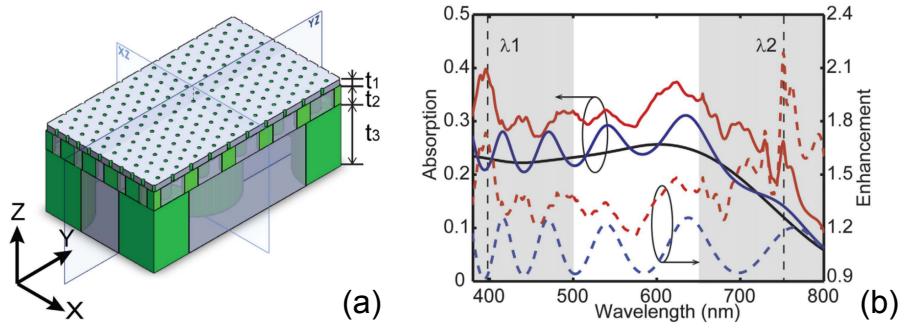 XZ
YZ
t1
t2
t3
Z
Y
X
(a)
0.5
0.4
0.3
0.2
0.1
0
Absorption
λ1
λ2
2.4
2.1
1.8
1.5
1.2
0.9
Enhancement
400
500
600
700
800
Wavelength (nm)
(b)